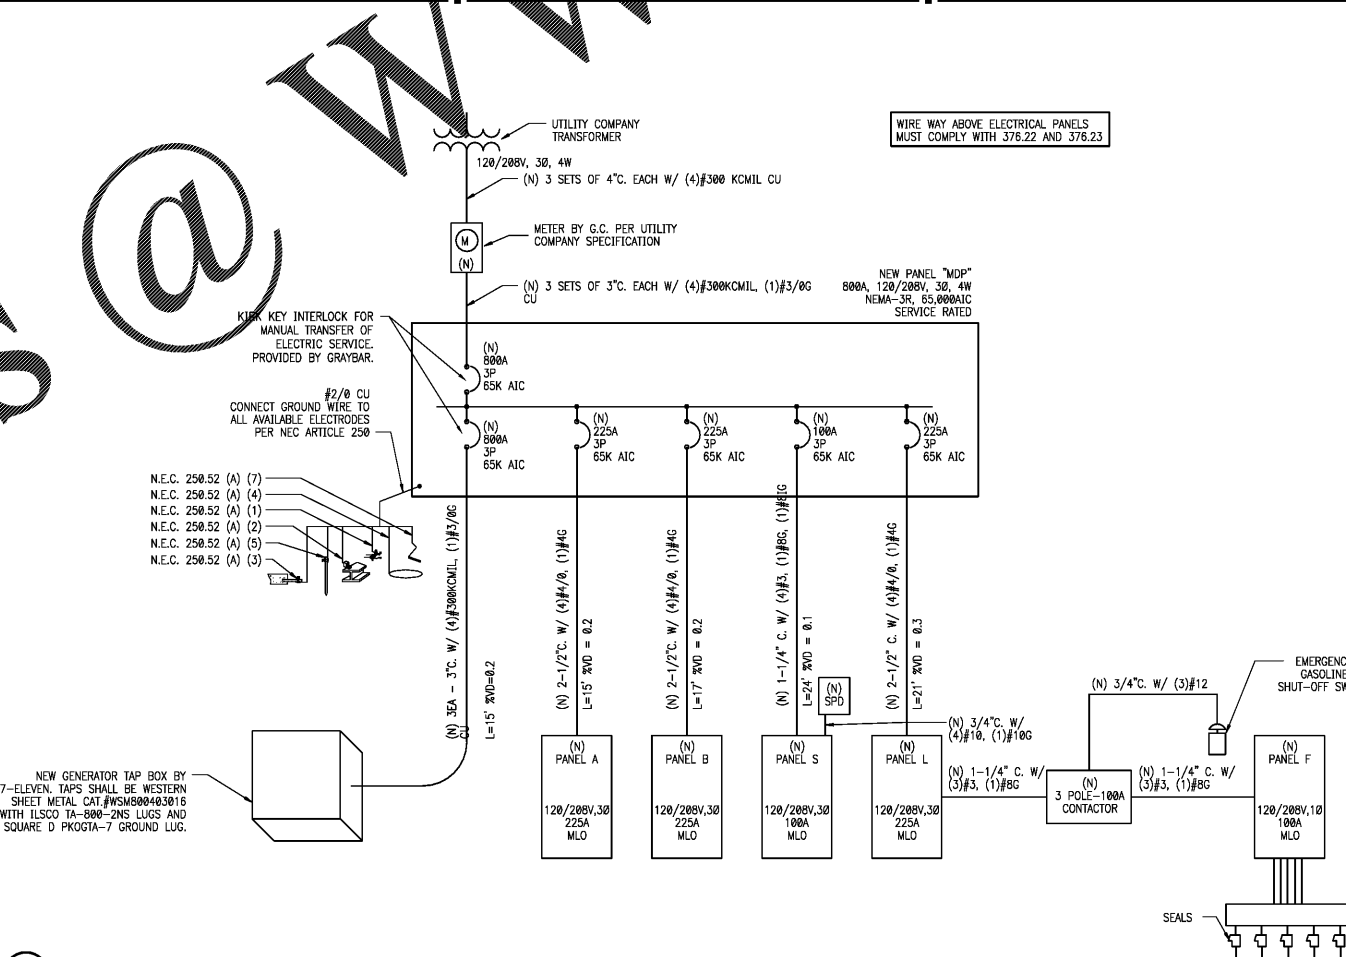 S @ W
UTILITY COMPANY
TRANSFORMER
WIRE WAY ABOVE ELECTRICAL PANELS
MUST COMPLY WITH 376.22 AND 376.23
120/208V, 3Ø, 4W
(N) 3 SETS OF 4"C. EACH W/ (4)#300 KCMIL CU
M
(N)
METER BY G.C. PER UTILITY
COMPANY SPECIFICATION
(N) 3 SETS OF 3"C. EACH W/ (4)#300KCMIL, (1)#3/0G
CU
NEW PANEL "MDP"
800A, 120/208V, 3Ø, 4W
NEMA-3R, 65,000AIC
SERVICE RATED
KIRK KEY INTERLOCK FOR
MANUAL TRANSFER OF
ELECTRIC SERVICE.
PROVIDED BY GRAYBAR.
(N)
800A
3P
65K AIC
#2/0 CU
CONNECT GROUND WIRE TO
ALL AVAILABLE ELECTRODES
PER NEC ARTICLE 250
(N)
800A
3P
65K AIC
(N)
225A
3P
65K AIC
(N)
225A
3P
65K AIC
(N)
100A
3P
65K AIC
(N)
225A
3P
65K AIC
N.E.C. 250.52 (A) (7)
N.E.C. 250.52 (A) (4)
N.E.C. 250.52 (A) (1)
N.E.C. 250.52 (A) (2)
N.E.C. 250.52 (A) (5)
N.E.C. 250.52 (A) (3)
(N) 3EA - 3"C. W/ (4)#300KCMIL, (1)#3/0G
CU
L=15' %VD=0.2
(N) 2-1/2"C. W/ (4)#4/0, (1)#4G
L=15' %VD = 0.2
(N) 2-1/2"C. W/ (4)#4/0, (1)#4G
L=17' %VD = 0.2
(N) 1-1/4" C. W/ (4)#3, (1)#8G, (1)#8IG
L=24' %VD = 0.1
(N) 2-1/2" C. W/ (4)#4/0, (1)#4G
L=21' %VD = 0.3
(N)
SPD
(N) 3/4"C. W/
(4)#10, (1)#10G
(N) 3/4"C. W/ (3)#12
EMERGENC
GASOLINE
SHUT-OFF SW
NEW GENERATOR TAP BOX BY
7-ELEVEN. TAPS SHALL BE WESTERN
SHEET METAL CAT.#WSM800403016
WITH ILSCO TA-800-2NS LUGS AND
SQUARE D PKOGTA-7 GROUND LUG.
(N)
PANEL A
120/208V,3Ø
225A
MLO
(N)
PANEL B
120/208V,3Ø
225A
MLO
(N)
PANEL S
120/208V,3Ø
100A
MLO
(N)
PANEL L
120/208V,3Ø
225A
MLO
(N) 1-1/4" C. W/
(3)#3, (1)#8G
(N)
3 POLE-100A
CONTACTOR
(N) 1-1/4" C. W/
(3)#3, (1)#8G
(N)
PANEL F
120/208V,1Ø
100A
MLO
SEALS